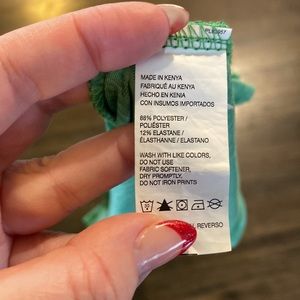 MADE IN KENYA
FABRIQUÉ AU KENYA
HECHO EN KENIA
CON INSUMOS IMPORTADOS
88% POLYESTER /
POLIÉSTER
12% ELASTANE /
ÉLASTHANNE / ELASTANO
WASH WITH LIKE COLORS,
DO NOT USE
FABRIC SOFTENER,
DRY PROMPTLY,
DO NOT IRON PRINTS
REVERSO